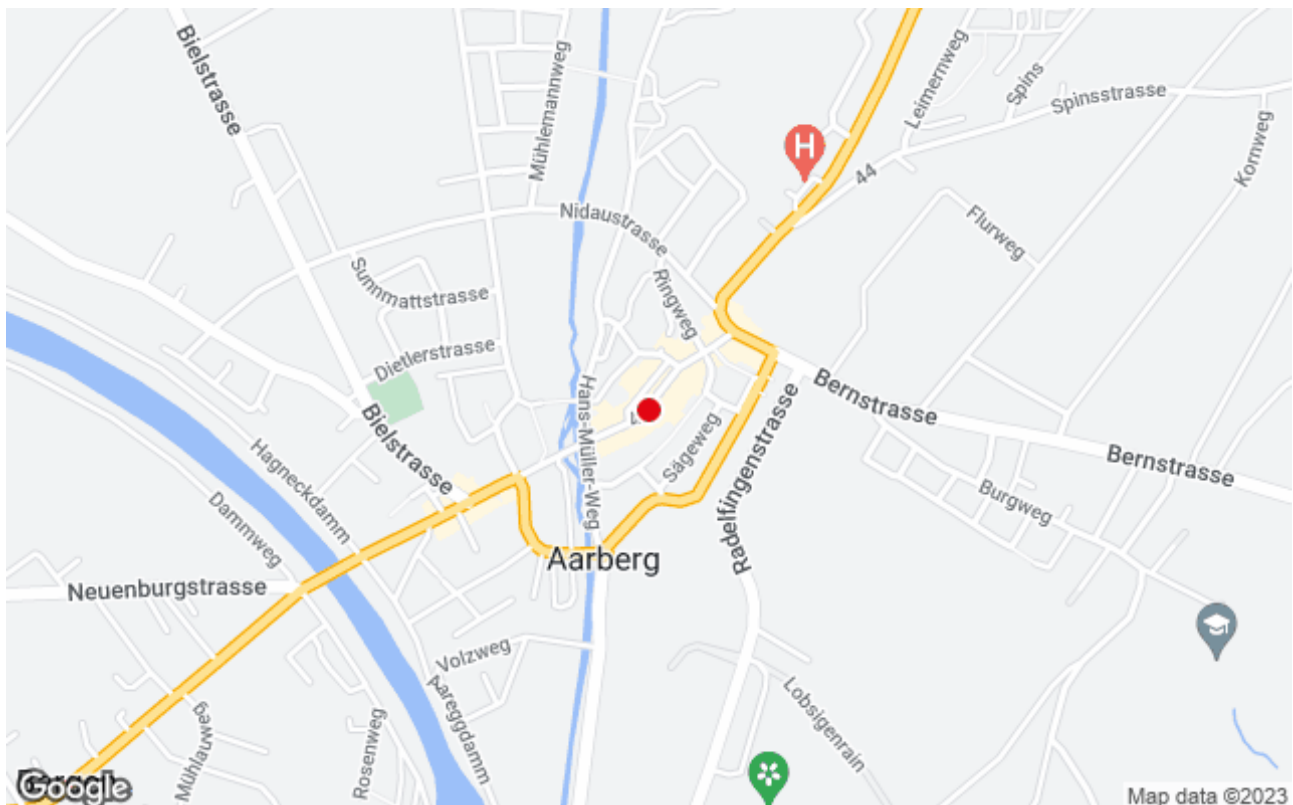 Bielstrasse
Mühlemannweg
Leimernweg
Spins
Spinsstrasse
Kornweg
H
44
Nidaustrasse
Flurweg
Sunnmattstrasse
Ringweg
Dietlerstrasse
Hans-Müller-Weg
Bernstrasse
Sägeweg
Bielstrasse
Radelfingenstrasse
Bernstrasse
Hagneckdamm
Dammweg
Burgweg
Aarberg
Neuenburgstrasse
Volzweg
Aareggdamm
Lobsigenrain
Mühlauweg
Rosenweg
Google
Map data ©2023